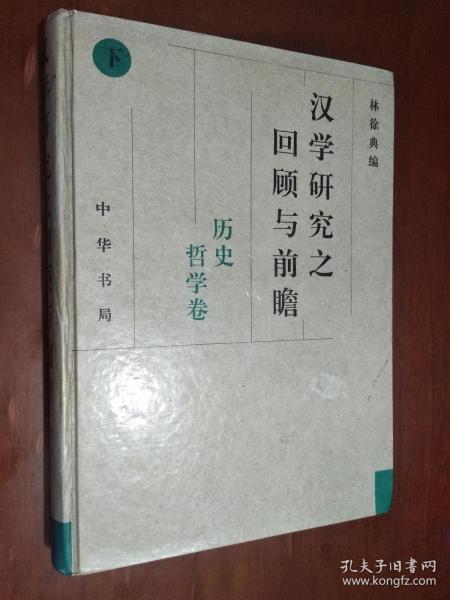 林徐典编
汉学研究之
回顾与前瞻
历史
哲学卷
中华书局
下
孔夫子旧书网
www.kongfz.com